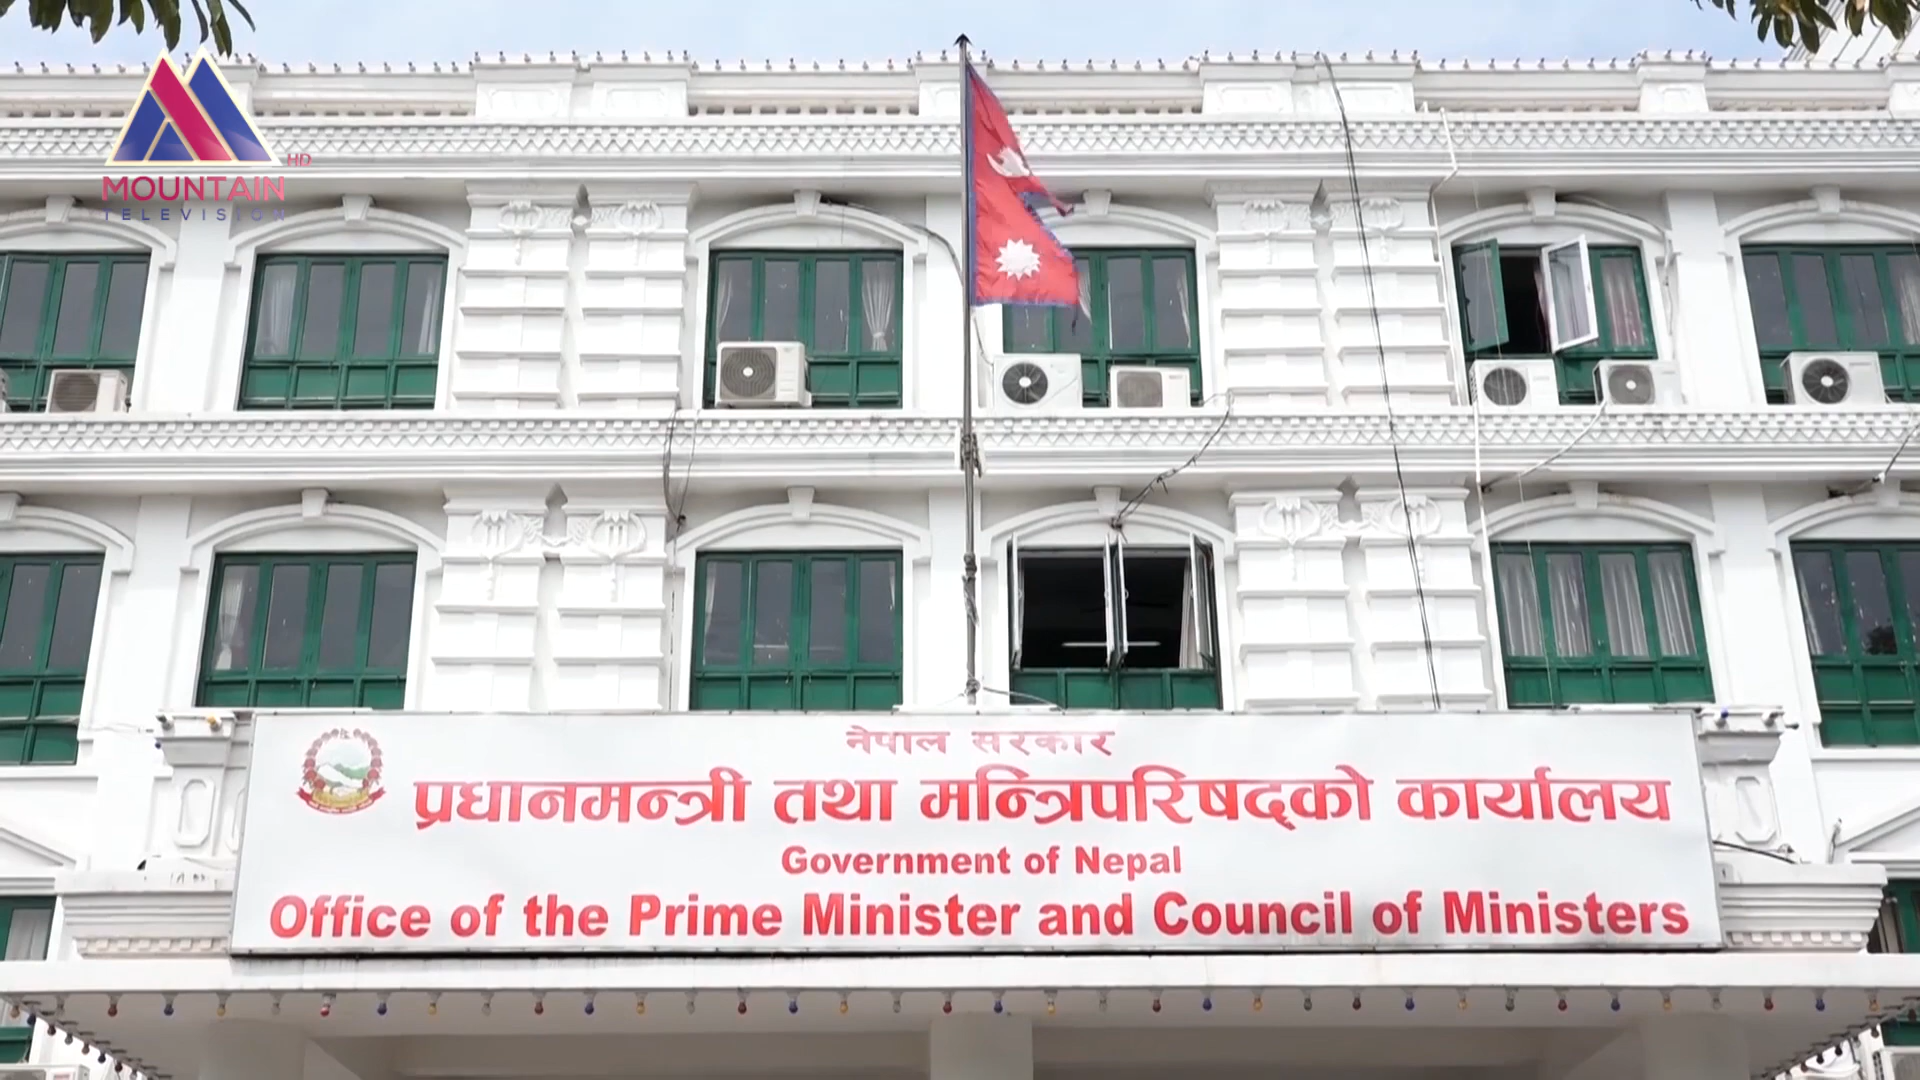 MOUNTAIN HD
TELEVISION
नेपाल सरकार
प्रधानमन्त्री तथा मन्त्रिपरिषद्को कार्यालय
Government of Nepal
Office of the Prime Minister and Council of Ministers